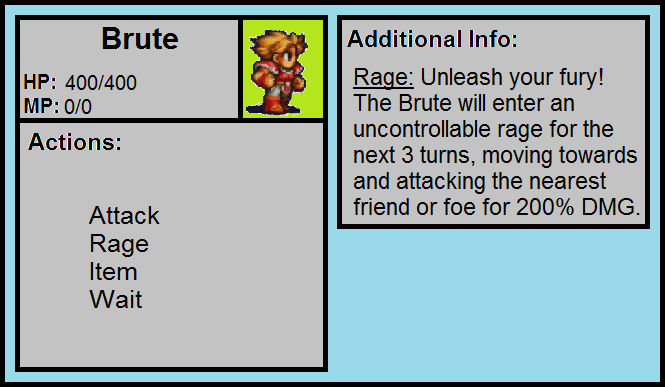 Brute
HP: 400/400
MP: 0/0
Actions:
Attack
Rage
Item
Wait
Additional Info:
Rage: Unleash your fury!
The Brute will enter an
uncontrollable rage for the
next 3 turns, moving towards
and attacking the nearest
friend or foe for 200% DMG.